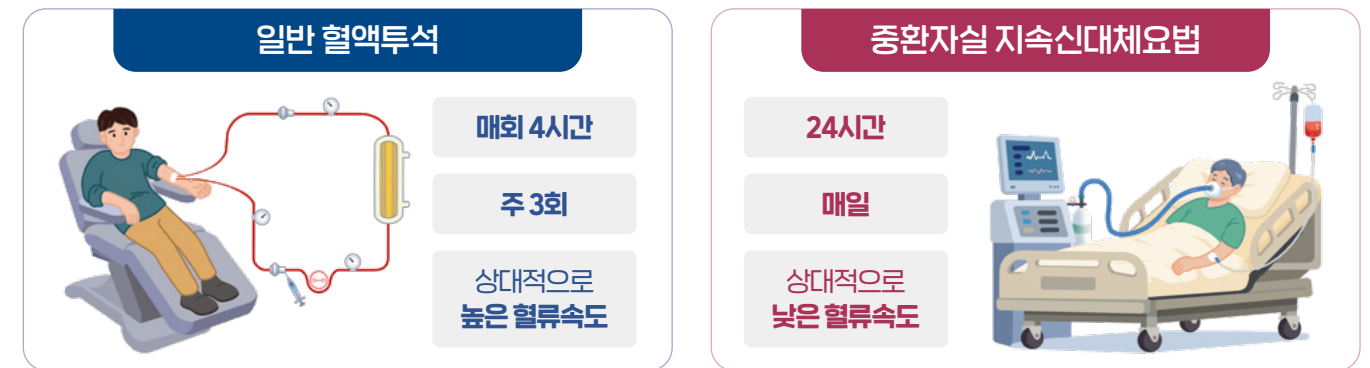 일반 혈액투석
매회 4시간
주 3회
상대적으로
높은 혈류속도
중환자실 지속신대체요법
24시간
매일
상대적으로
낮은 혈류속도